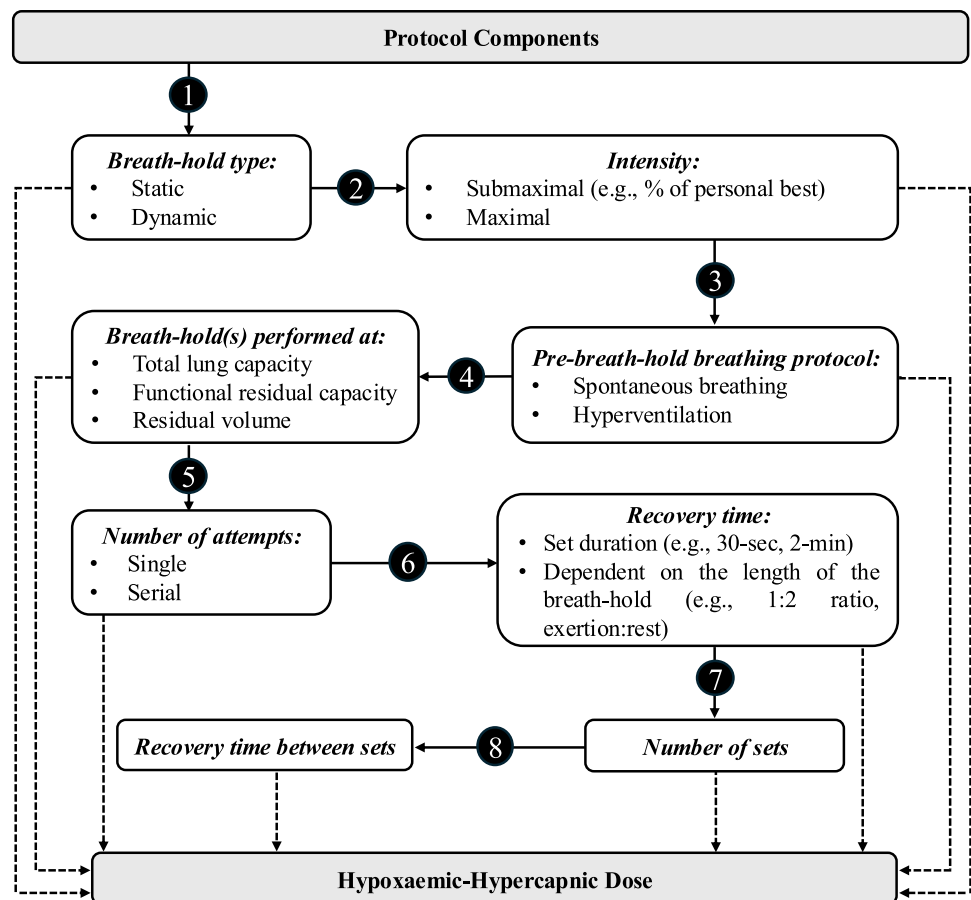 Protocol Components
1
Breath-hold type:
• Static
• Dynamic
2
Intensity:
• Submaximal (e.g., % of personal best)
• Maximal
3
Breath-hold(s) performed at:
• Total lung capacity
• Functional residual capacity
• Residual volume
4
Pre-breath-hold breathing protocol:
• Spontaneous breathing
• Hyperventilation
5
Number of attempts:
• Single
• Serial
6
Recovery time:
• Set duration (e.g., 30-sec, 2-min)
• Dependent on the length of the
breath-hold (e.g., 1:2 ratio,
exertion:rest)
7
Recovery time between sets
8
Number of sets
Hypoxaemic-Hypercapnic Dose